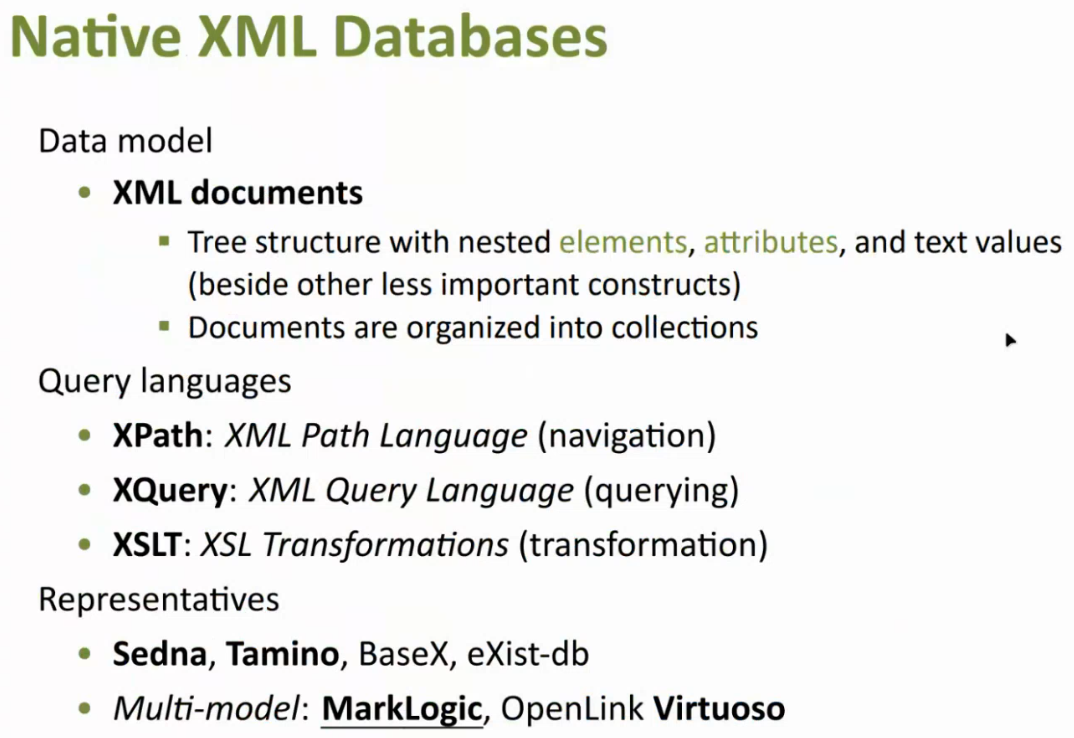 Native XML Databases
Data model
• XML documents
▪ Tree structure with nested elements, attributes, and text values
(beside other less important constructs)
▪ Documents are organized into collections
Query languages
• XPath: XML Path Language (navigation)
• XQuery: XML Query Language (querying)
• XSLT: XSL Transformations (transformation)
Representatives
• Sedna, Tamino, BaseX, eXist-db
• Multi-model: MarkLogic, OpenLink Virtuoso